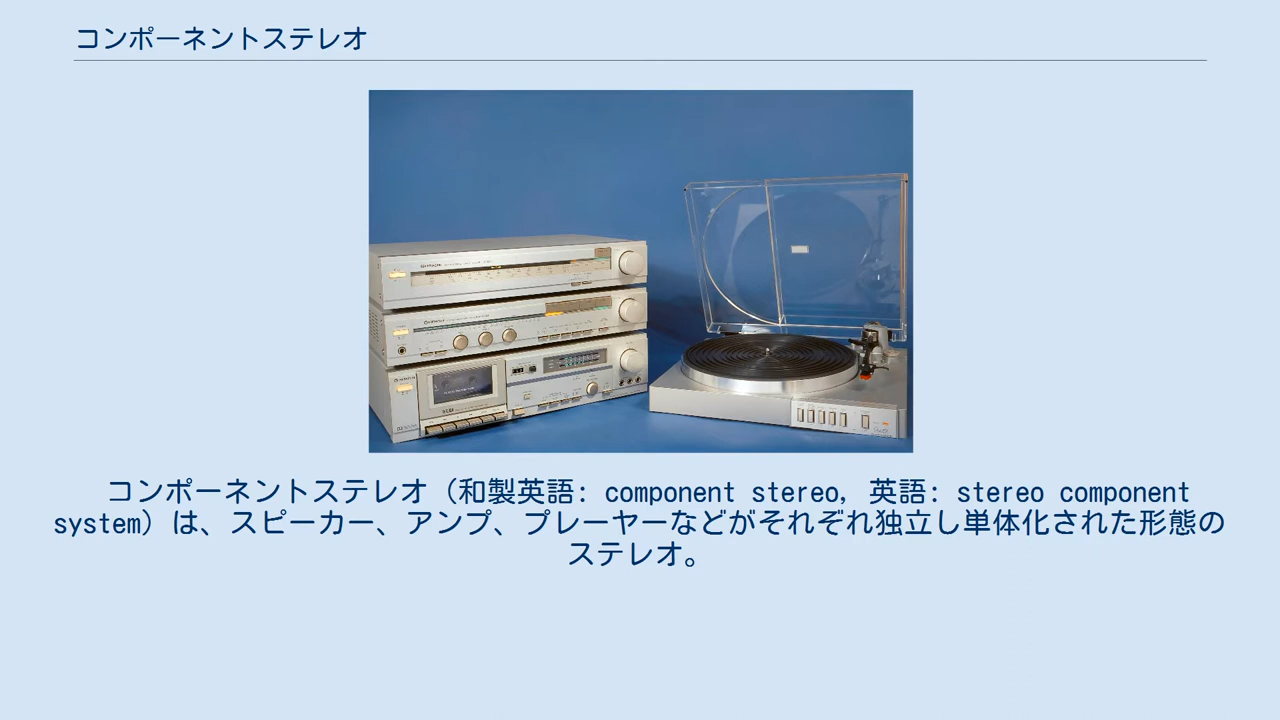 コンポーネントステレオ
コンポーネントステレオ（和製英語: component stereo, 英語: stereo component
system）は、スピーカー、アンプ、プレーヤーなどがそれぞれ独立し単体化された形態の
ステレオ。